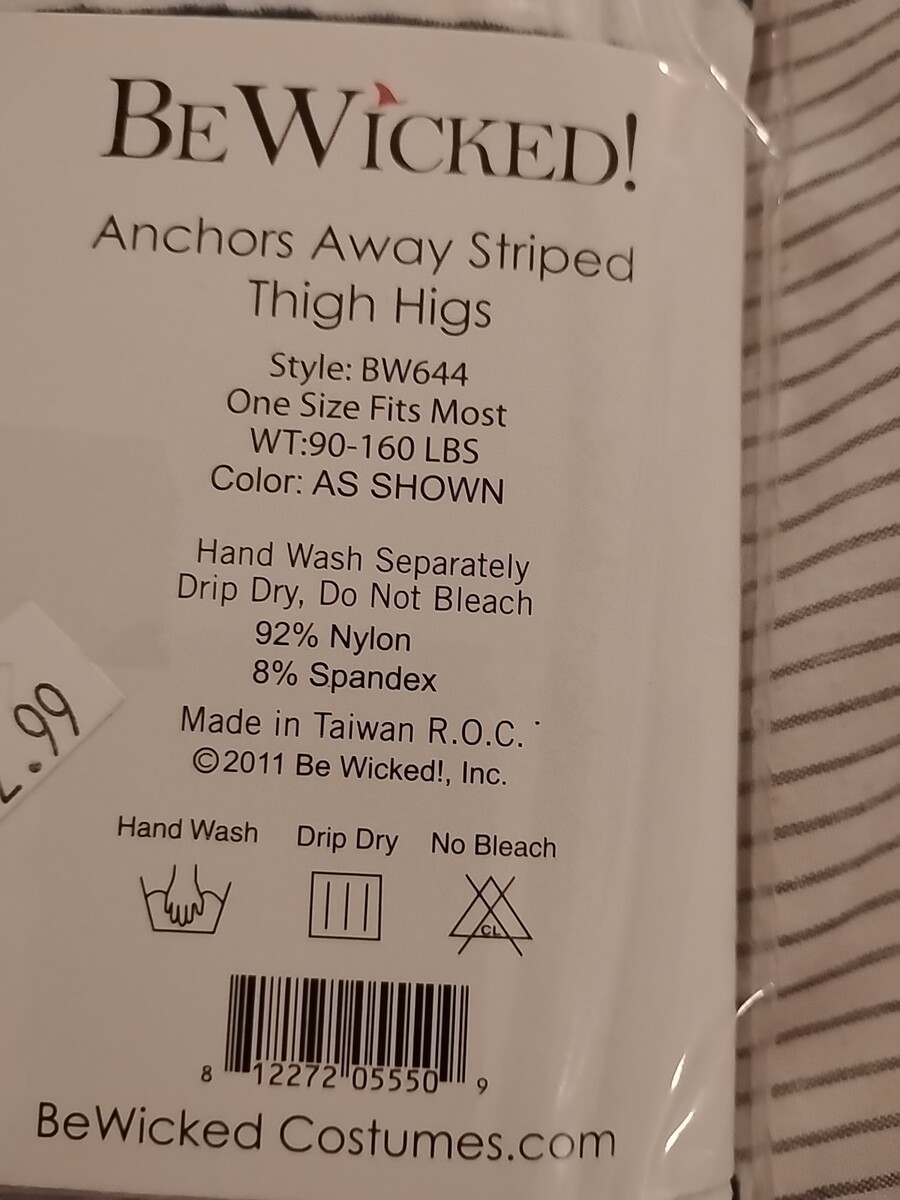 BEWICKED!
Anchors Away Striped
Thigh Higs
Style: BW644
One Size Fits Most
WT:90-160 LBS
Color: AS SHOWN
Hand Wash Separately
Drip Dry, Do Not Bleach
92% Nylon
8% Spandex
.99
Made in Taiwan R.O.C.
©2011 Be Wicked!, Inc.
Hand Wash Drip Dry No Bleach
CL
8 12272 05550 9
BeWicked Costumes.com